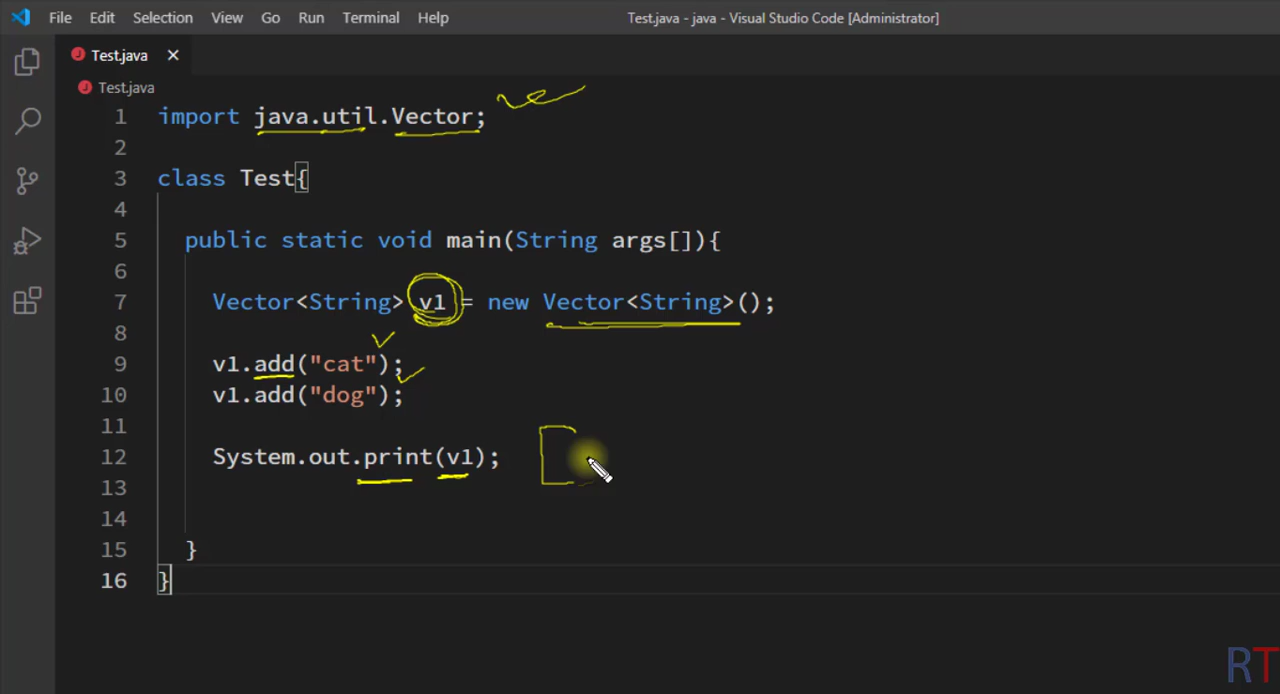 File Edit Selection View Go Run Terminal Help Test.java - java - Visual Studio Code [Administrator]
Test.java
Test.java
1 import java.util.Vector;
2
3 class Test{
4
5 public static void main(String args[]){
6
7 Vector<String> v1 = new Vector<String>();
8
9 v1.add("cat");
10 v1.add("dog");
11
12 System.out.print(v1);
13
14
15 }
16 }
RT